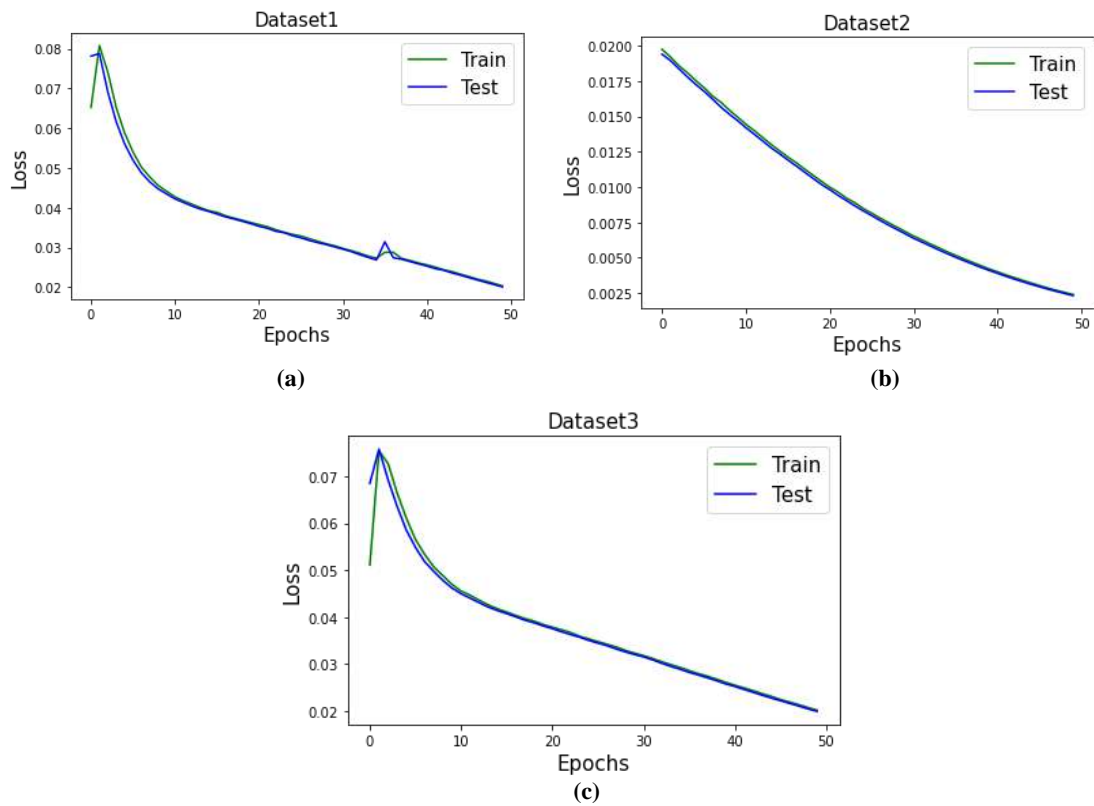 Dataset1
0.08
0.07
0.06
0.05
0.04
0.03
0.02
Loss
Train
Test
0 10 20 30 40 50
Epochs
(a)
Dataset2
0.0200
0.0175
0.0150
0.0125
0.0100
0.0075
0.0050
0.0025
Loss
Train
Test
0 10 20 30 40 50
Epochs
(b)
Dataset3
0.07
0.06
0.05
0.04
0.03
0.02
Loss
Train
Test
0 10 20 30 40 50
Epochs
(c)